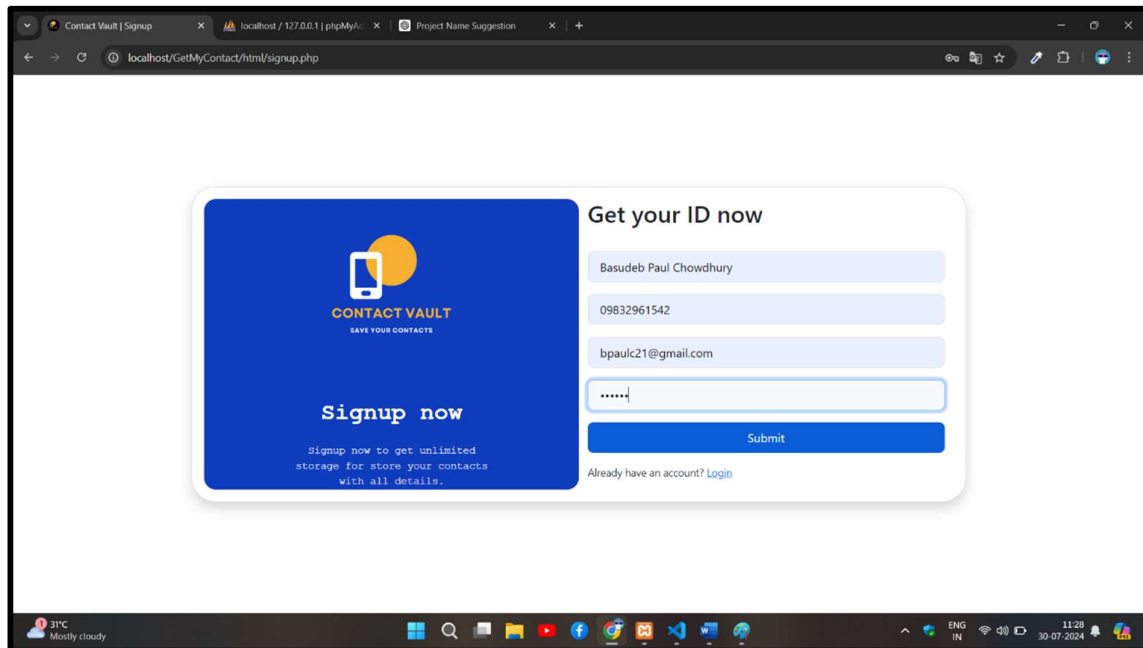 Contact Vault | Signup
localhost / 127.0.0.1 | phpMyAd
Project Name Suggestion
localhost/GetMyContact/html/signup.php
CONTACT VAULT
SAVE YOUR CONTACTS
Signup now
Signup now to get unlimited
storage for store your contacts
with all details.
Get your ID now
Basudeb Paul Chowdhury
09832961542
bpaulc21@gmail.com
••••••
Submit
Already have an account? Login
1
31°C
Mostly cloudy
ENG
IN
11:28
30-07-2024